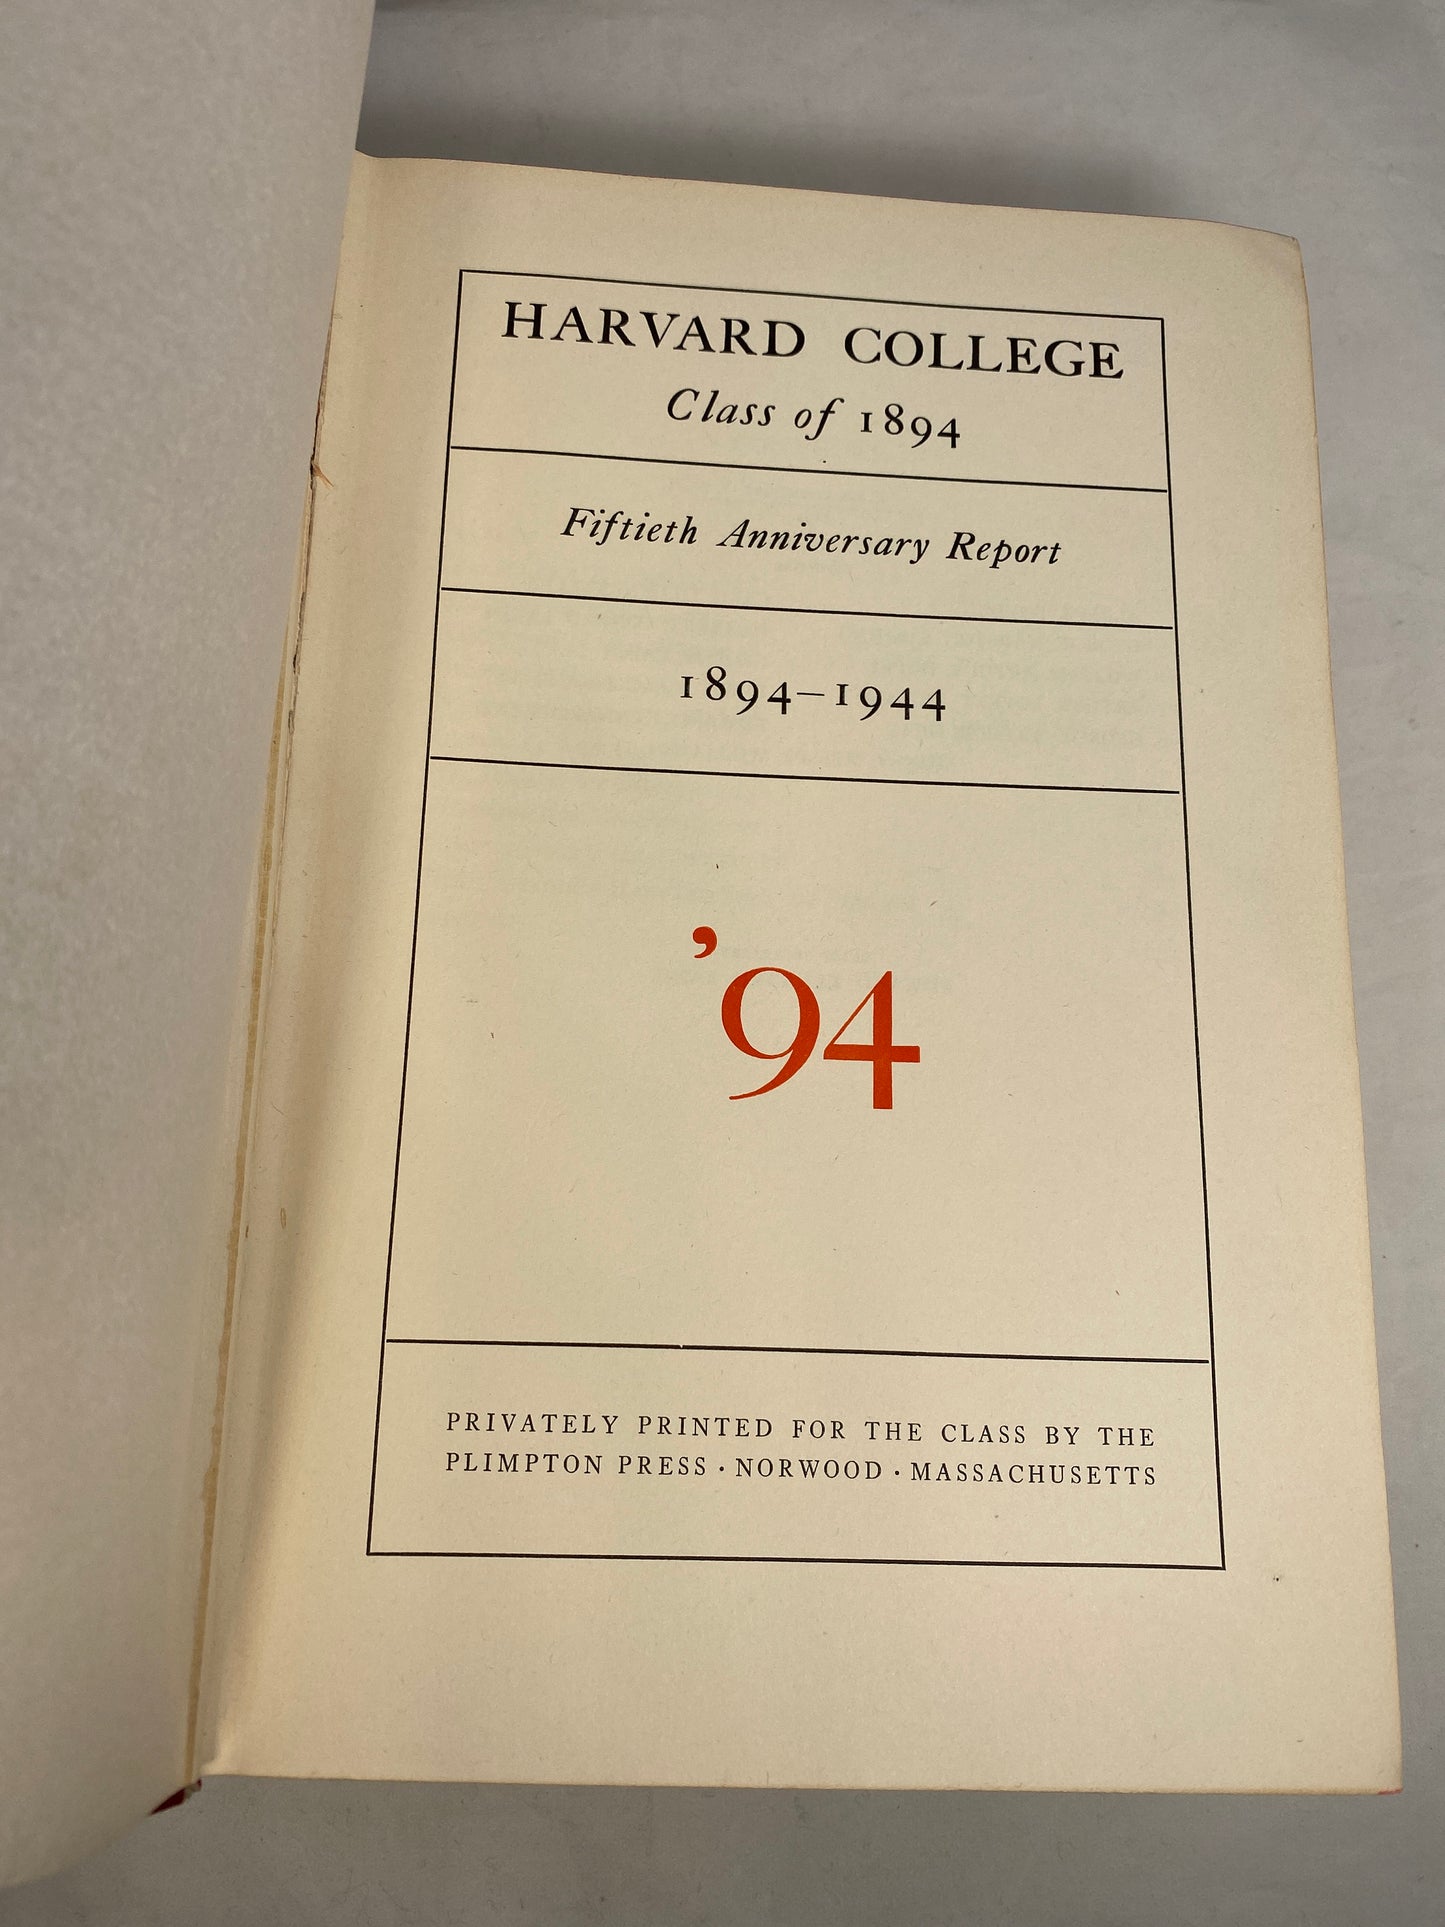 HARVARD COLLEGE
Class of 1894
Fiftieth Anniversary Report
1894–1944
’94
PRIVATELY PRINTED FOR THE CLASS BY THE
PLIMPTON PRESS · NORWOOD · MASSACHUSETTS